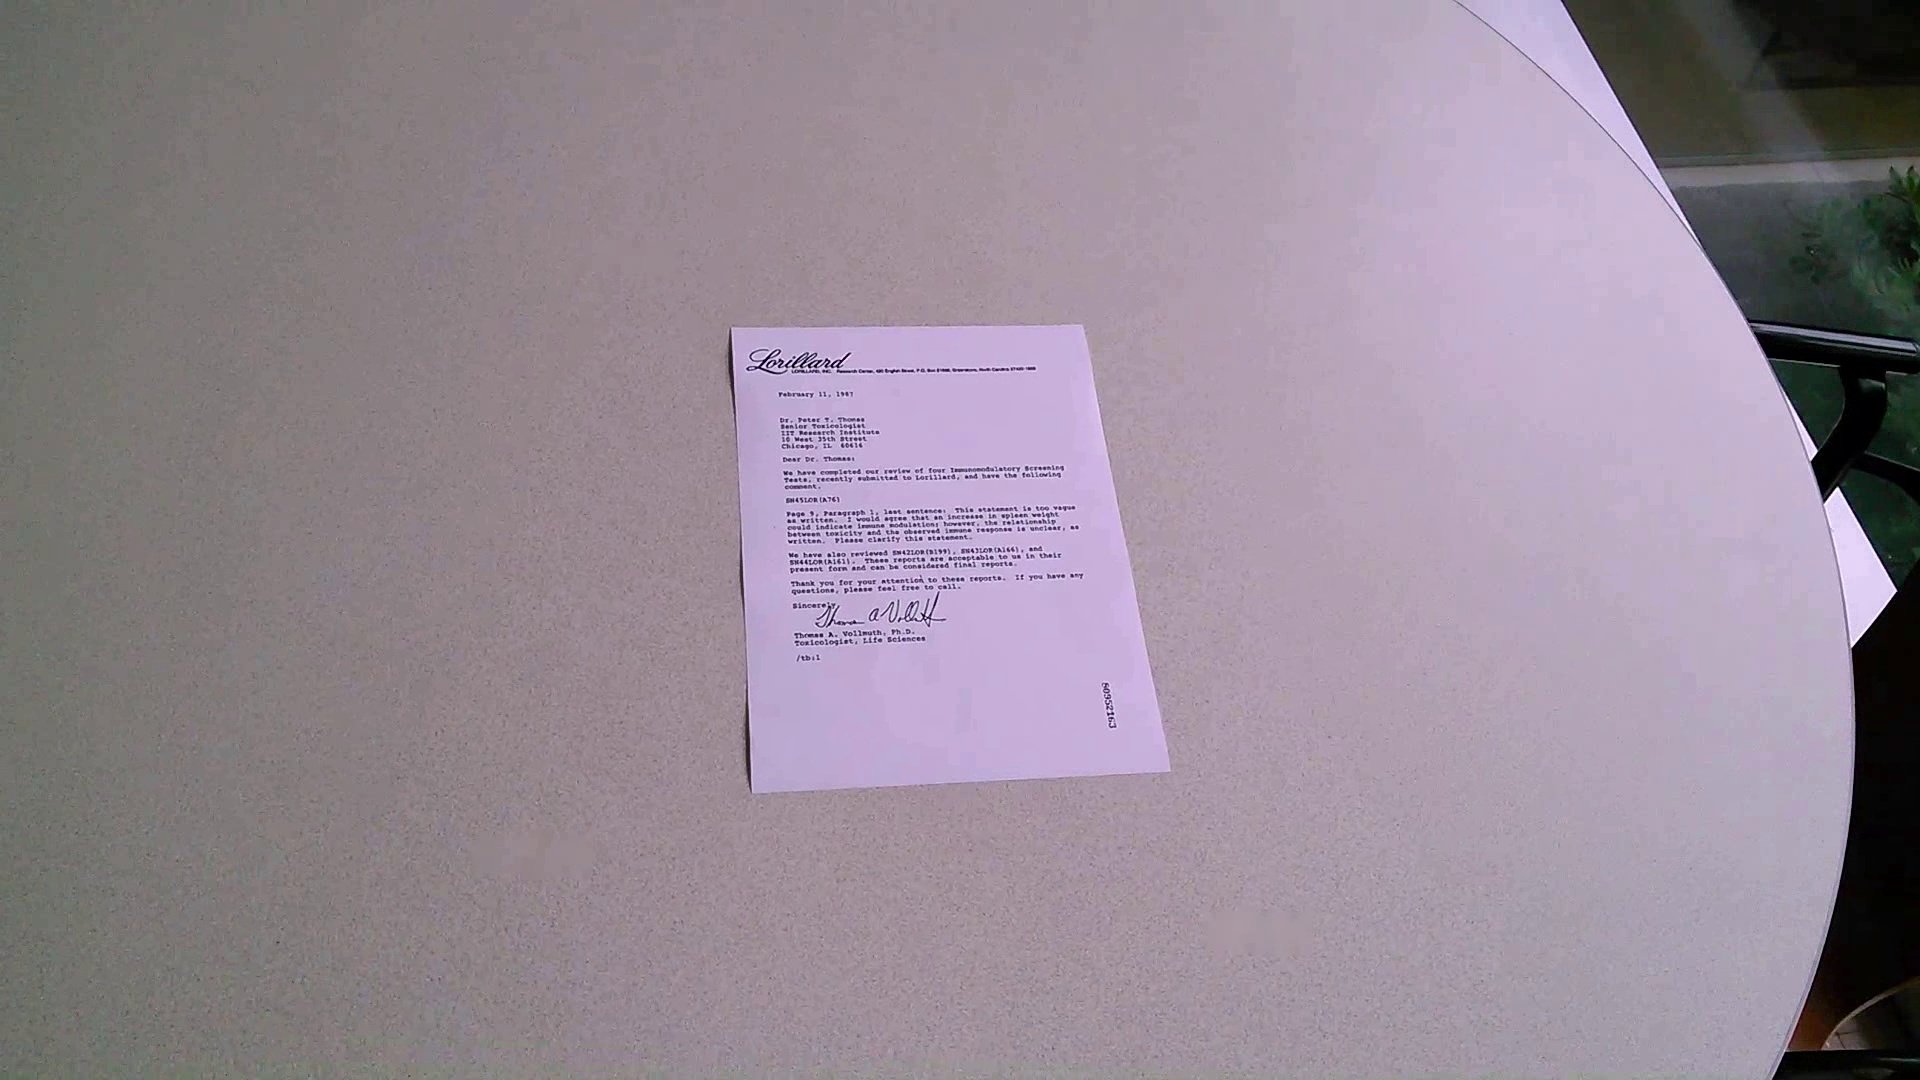 Lorillard
LORILLARD, INC. Research Center, 420 English Street, P.O. Box 21688, Greensboro, North Carolina 27420-1688
February 11, 1987
Dr. Peter T. Thomas
Senior Toxicologist
IIT Research Institute
10 West 35th Street
Chicago, IL 60616
Dear Dr. Thomas:
We have completed our review of four Immunomodulatory Screening
Tests, recently submitted to Lorillard, and have the following
comment.
SN45LOR(A76)
Page 9, Paragraph 1, last sentence: This statement is too vague
as written. I would agree that an increase in spleen weight
could indicate immune modulation; however, the relationship
between toxicity and the observed immune response is unclear, as
written. Please clarify this statement.
We have also reviewed SN42LOR(B199), SN43LOR(A166), and
SN44LOR(A161). These reports are acceptable to us in their
present form and can be considered final reports.
Thank you for your attention to these reports. If you have any
questions, please feel free to call.
Sincerely,
Thomas A Vollmuth
Thomas A. Vollmuth, Ph.D.
Toxicologist, Life Sciences
/tb:1
80952163